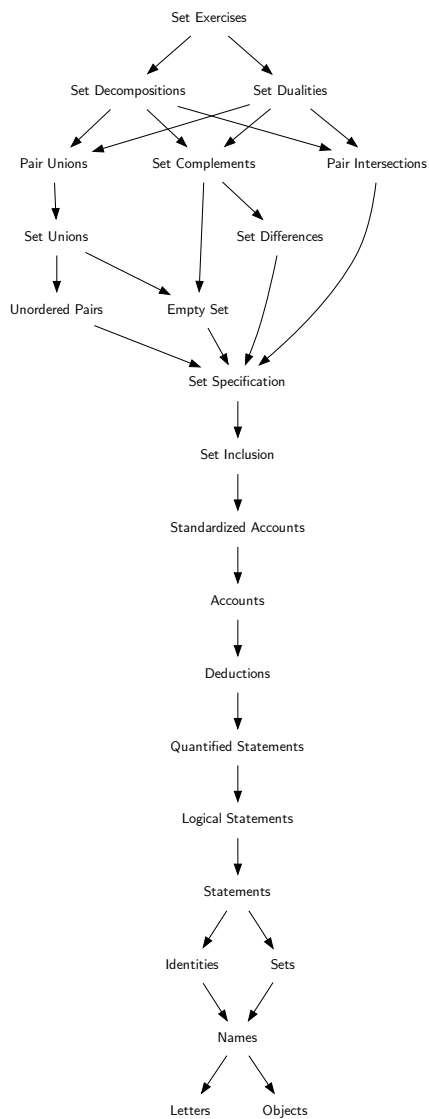 Set Exercises
Set Decompositions Set Dualities
Pair Unions Set Complements Pair Intersections
Set Unions Set Differences
Unordered Pairs Empty Set
Set Specification
Set Inclusion
Standardized Accounts
Accounts
Deductions
Quantified Statements
Logical Statements
Statements
Identities Sets
Names
Letters Objects